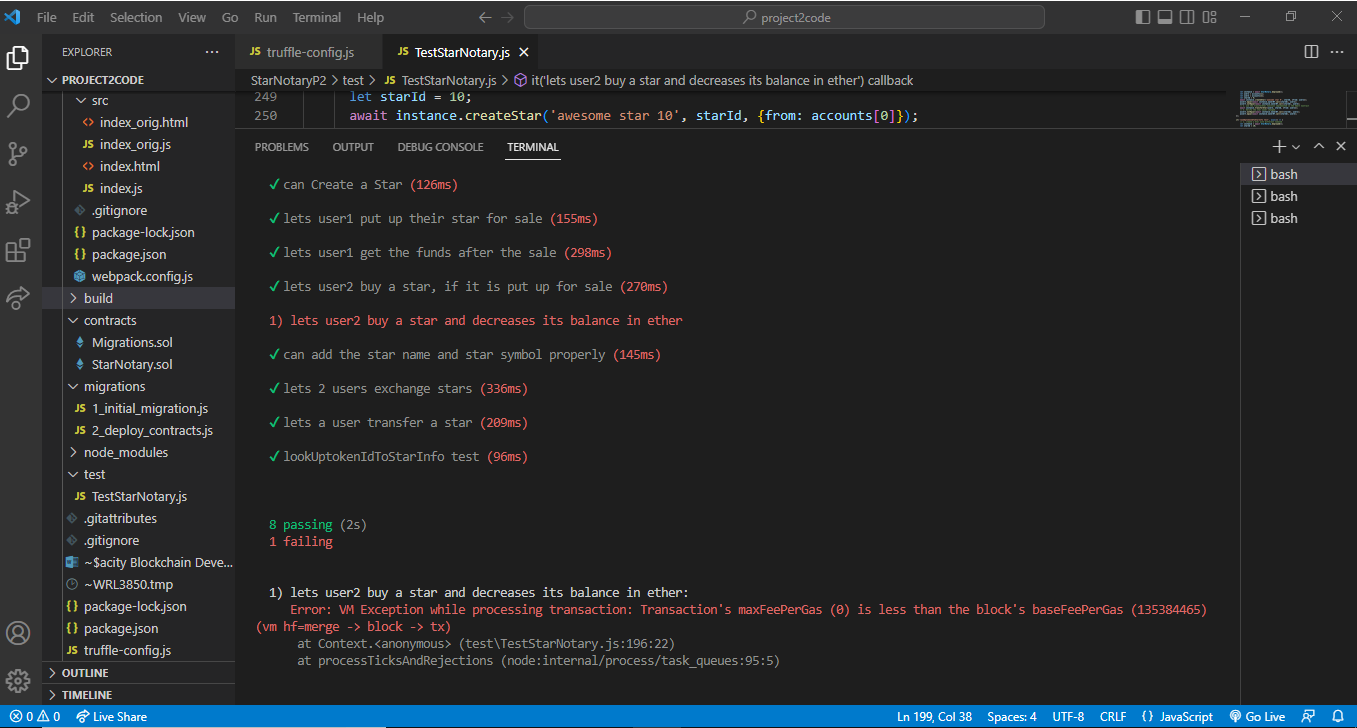 File Edit Selection View Go Run Terminal Help
project2code
EXPLORER
JS truffle-config.js
JS TestStarNotary.js
PROJECT2CODE
StarNotaryP2 > test > JS TestStarNotary.js > it('lets user2 buy a star and decreases its balance in ether') callback
src
index_orig.html
JS index_orig.js
index.html
JS index.js
.gitignore
{} package-lock.json
{} package.json
webpack.config.js
build
contracts
Migrations.sol
StarNotary.sol
migrations
JS 1_initial_migration.js
JS 2_deploy_contracts.js
node_modules
test
JS TestStarNotary.js
.gitattributes
.gitignore
~$acity Blockchain Deve...
~WRL3850.tmp
{} package-lock.json
{} package.json
JS truffle-config.js
OUTLINE
TIMELINE
249 let starId = 10;
250 await instance.createStar('awesome star 10', starId, {from: accounts[0]});
PROBLEMS OUTPUT DEBUG CONSOLE TERMINAL
✓ can Create a Star (126ms)
✓ lets user1 put up their star for sale (155ms)
✓ lets user1 get the funds after the sale (298ms)
✓ lets user2 buy a star, if it is put up for sale (270ms)
1) lets user2 buy a star and decreases its balance in ether
✓ can add the star name and star symbol properly (145ms)
✓ lets 2 users exchange stars (336ms)
✓ lets a user transfer a star (209ms)
✓ lookUptokenIdToStarInfo test (96ms)
8 passing (2s)
1 failing
1) lets user2 buy a star and decreases its balance in ether:
Error: VM Exception while processing transaction: Transaction's maxFeePerGas (0) is less than the block's baseFeePerGas (135384465)
(vm hf=merge -> block -> tx)
at Context.<anonymous> (test\TestStarNotary.js:196:22)
at processTicksAndRejections (node:internal/process/task_queues:95:5)
bash
bash
bash
0 0 Live Share
Ln 199, Col 38 Spaces: 4 UTF-8 CRLF {} JavaScript Go Live